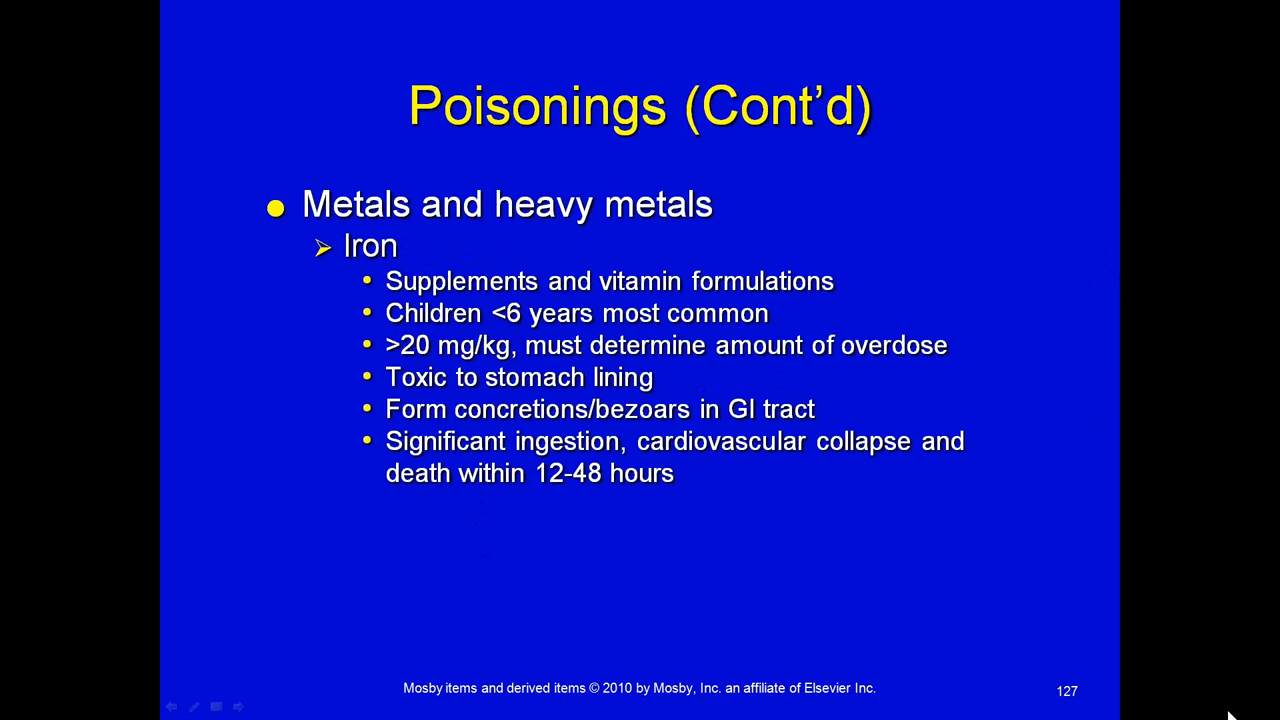 Poisonings (Cont’d)
Metals and heavy metals
Iron
Supplements and vitamin formulations
Children <6 years most common
>20 mg/kg, must determine amount of overdose
Toxic to stomach lining
Form concretions/bezoars in GI tract
Significant ingestion, cardiovascular collapse and
death within 12-48 hours
Mosby items and derived items © 2010 by Mosby, Inc. an affiliate of Elsevier Inc.
127